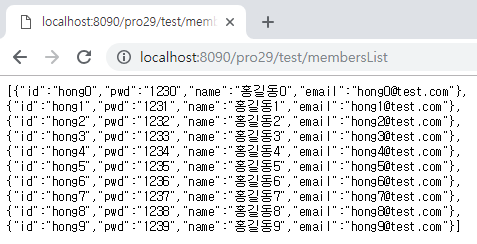 localhost:8090/pro29/test/memb
localhost:8090/pro29/test/membersList
[{"id":"hong0","pwd":"1230","name":"홍길동0","email":"hong0@test.com"},
{"id":"hong1","pwd":"1231","name":"홍길동1","email":"hong1@test.com"},
{"id":"hong2","pwd":"1232","name":"홍길동2","email":"hong2@test.com"},
{"id":"hong3","pwd":"1233","name":"홍길동3","email":"hong3@test.com"},
{"id":"hong4","pwd":"1234","name":"홍길동4","email":"hong4@test.com"},
{"id":"hong5","pwd":"1235","name":"홍길동5","email":"hong5@test.com"},
{"id":"hong6","pwd":"1236","name":"홍길동6","email":"hong6@test.com"},
{"id":"hong7","pwd":"1237","name":"홍길동7","email":"hong7@test.com"},
{"id":"hong8","pwd":"1238","name":"홍길동8","email":"hong8@test.com"},
{"id":"hong9","pwd":"1239","name":"홍길동9","email":"hong9@test.com"}]